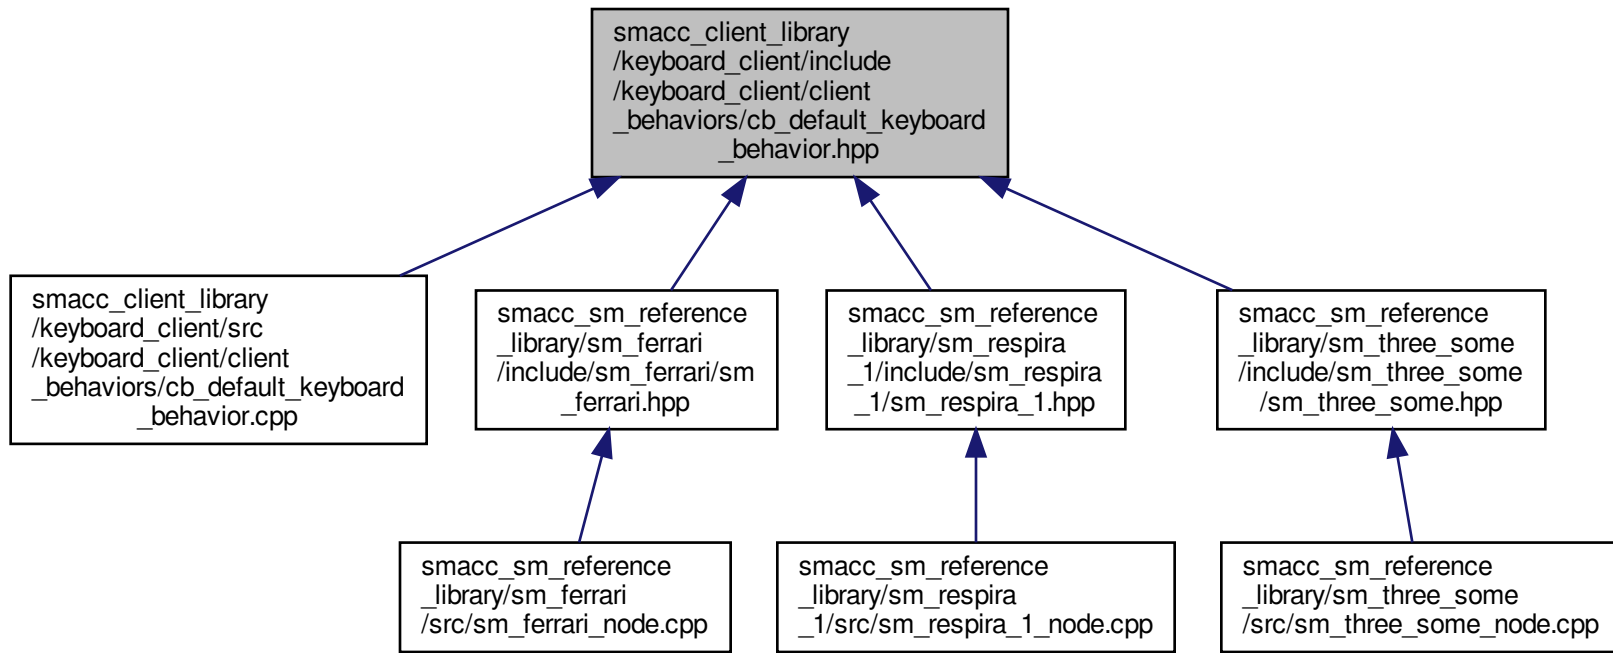 smacc_client_library
/keyboard_client/include
/keyboard_client/client
_behaviors/cb_default_keyboard
_behavior.hpp
smacc_client_library
/keyboard_client/src
/keyboard_client/client
_behaviors/cb_default_keyboard
_behavior.cpp
smacc_sm_reference
_library/sm_ferrari
/include/sm_ferrari/sm
_ferrari.hpp
smacc_sm_reference
_library/sm_respira
_1/include/sm_respira
_1/sm_respira_1.hpp
smacc_sm_reference
_library/sm_three_some
/include/sm_three_some
/sm_three_some.hpp
smacc_sm_reference
_library/sm_ferrari
/src/sm_ferrari_node.cpp
smacc_sm_reference
_library/sm_respira
_1/src/sm_respira_1_node.cpp
smacc_sm_reference
_library/sm_three_some
/src/sm_three_some_node.cpp